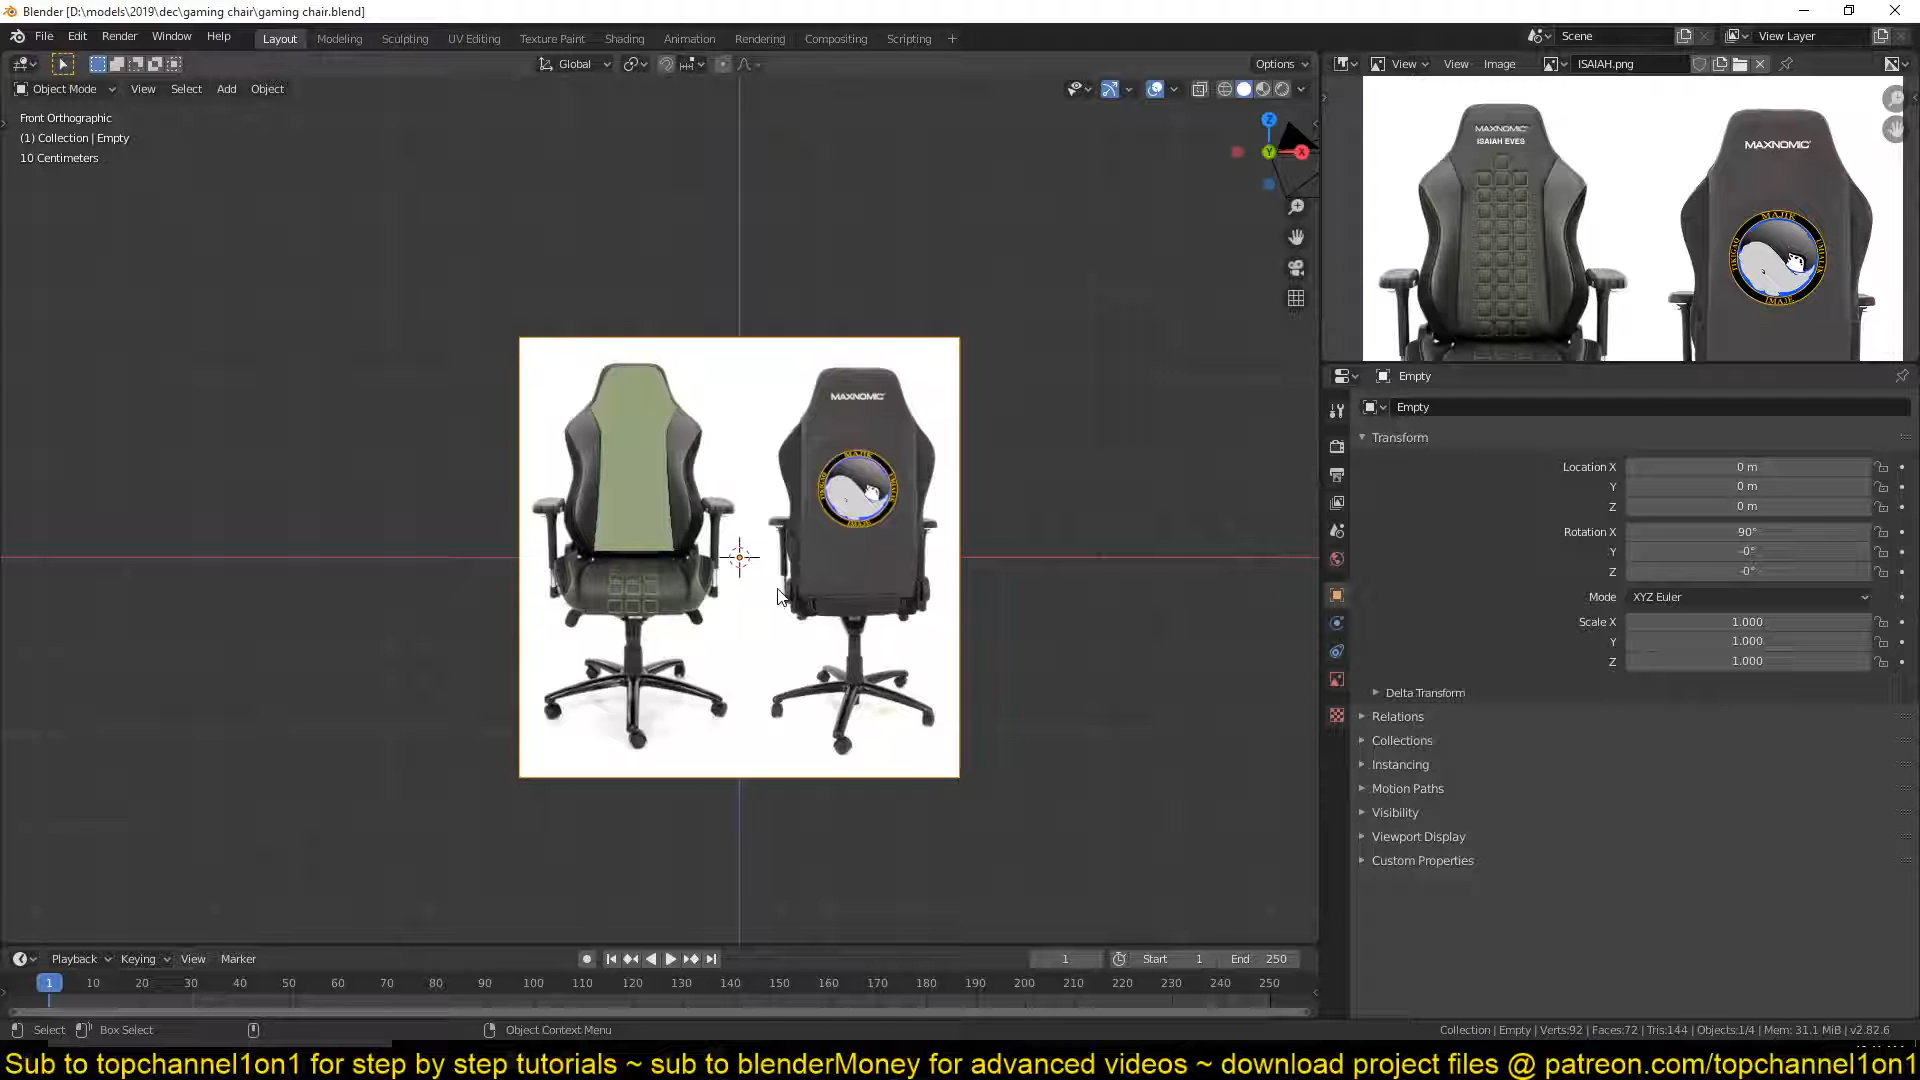 Blender [D:\models\2019\dec\gaming chair\gaming chair.blend]
File Edit Render Window Help
Layout Modeling Sculpting UV Editing Texture Paint Shading Animation Rendering Compositing Scripting
Scene View Layer
Global Options
View View Image ISAIAH.png
Object Mode View Select Add Object
Front Orthographic
(1) Collection | Empty
10 Centimeters
Z
Y X
MAXNOMIC
ISAIAH EVES
MAXNOMIC
MAJIK
IMAJE
Empty
Empty
Transform
MAXNOMIC
MAJIK
IMAJE
Location X 0 m
Y 0 m
Z 0 m
Rotation X 90°
Y -0°
Z -0°
Mode XYZ Euler
Scale X 1.000
Y 1.000
Z 1.000
Delta Transform
Relations
Collections
Instancing
Motion Paths
Visibility
Viewport Display
Custom Properties
Playback Keying View Marker 1 Start 1 End 250
1 10 20 30 40 50 60 70 80 90 100 110 120 130 140 150 160 170 180 190 200 210 220 230 240 250
Select Box Select Object Context Menu
Collection | Empty | Verts:92 | Faces:72 | Tris:144 | Objects:1/4 | Mem: 31.1 MiB | v2.82.6
Sub to topchannel1on1 for step by step tutorials ~ sub to blenderMoney for advanced videos ~ download project files @ patreon.com/topchannel1on1